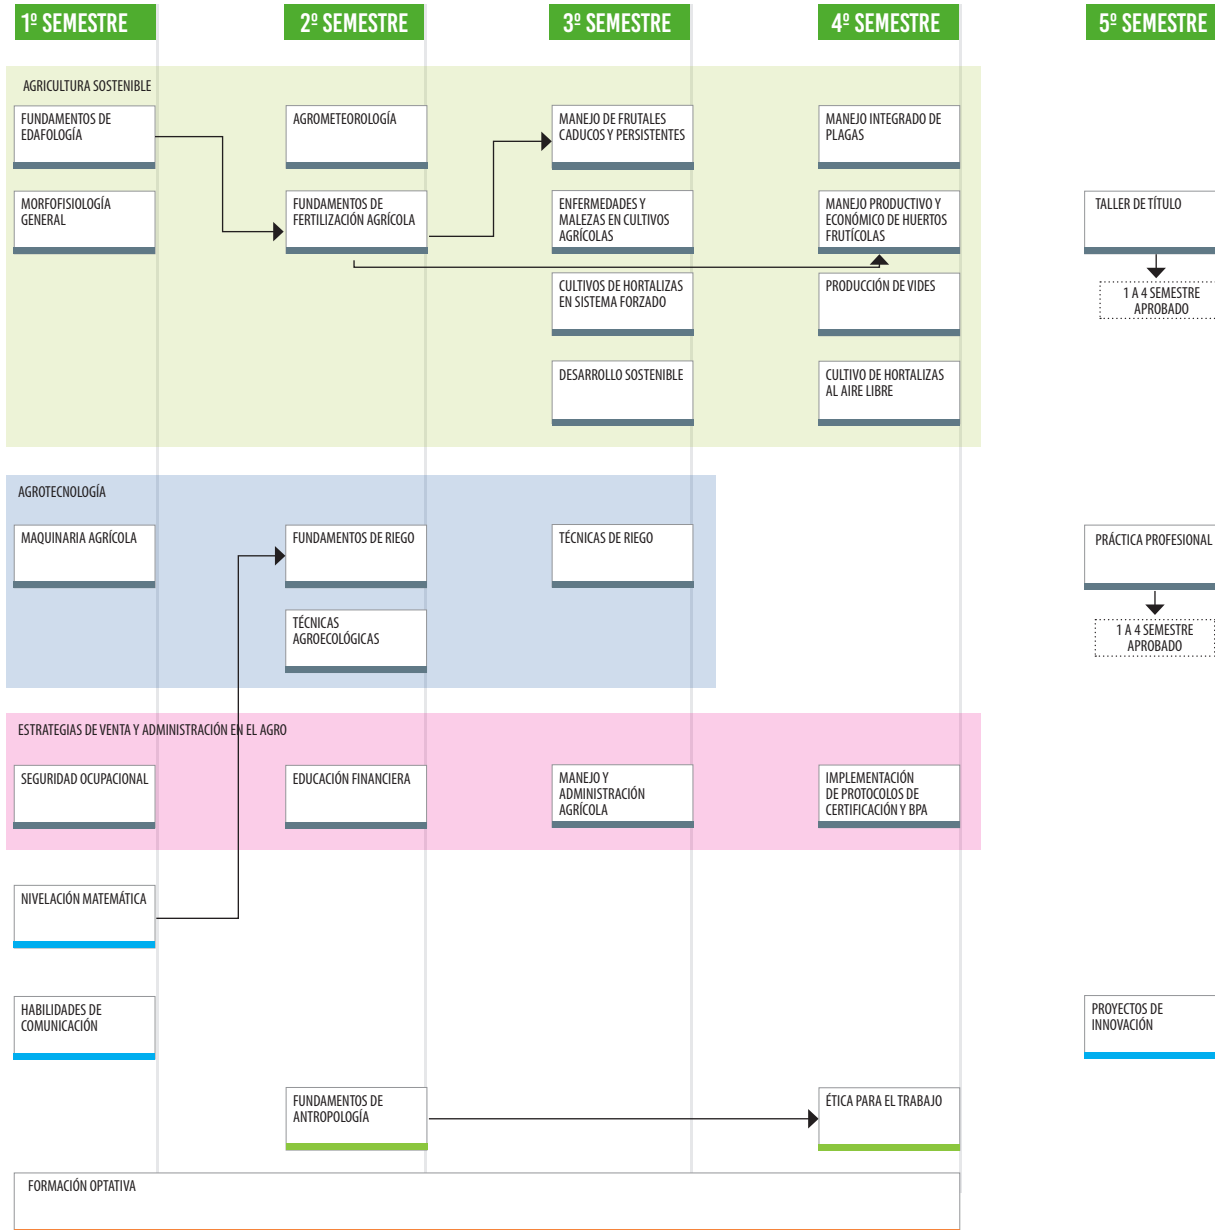 1º SEMESTRE
2º SEMESTRE
3º SEMESTRE
4º SEMESTRE
5º SEMESTRE
AGRICULTURA SOSTENIBLE
FUNDAMENTOS DE
EDAFOLOGÍA
AGROMETEOROLOGÍA
MANEJO DE FRUTALES
CADUCOS Y PERSISTENTES
MANEJO INTEGRADO DE
PLAGAS
MORFOFISIOLOGÍA
GENERAL
FUNDAMENTOS DE
FERTILIZACIÓN AGRÍCOLA
ENFERMEDADES Y
MALEZAS EN CULTIVOS
AGRÍCOLAS
MANEJO PRODUCTIVO Y
ECONÓMICO DE HUERTOS
FRUTÍCOLAS
TALLER DE TÍTULO
CULTIVOS DE HORTALIZAS
EN SISTEMA FORZADO
PRODUCCIÓN DE VIDES
1 A 4 SEMESTRE
APROBADO
DESARROLLO SOSTENIBLE
CULTIVO DE HORTALIZAS
AL AIRE LIBRE
AGROTECNOLOGÍA
MAQUINARIA AGRÍCOLA
FUNDAMENTOS DE RIEGO
TÉCNICAS DE RIEGO
PRÁCTICA PROFESIONAL
TÉCNICAS
AGROECOLÓGICAS
1 A 4 SEMESTRE
APROBADO
ESTRATEGIAS DE VENTA Y ADMINISTRACIÓN EN EL AGRO
SEGURIDAD OCUPACIONAL
EDUCACIÓN FINANCIERA
MANEJO Y
ADMINISTRACIÓN
AGRÍCOLA
IMPLEMENTACIÓN
DE PROTOCOLOS DE
CERTIFICACIÓN Y BPA
NIVELACIÓN MATEMÁTICA
HABILIDADES DE
COMUNICACIÓN
PROYECTOS DE
INNOVACIÓN
FUNDAMENTOS DE
ANTROPOLOGÍA
ÉTICA PARA EL TRABAJO
FORMACIÓN OPTATIVA